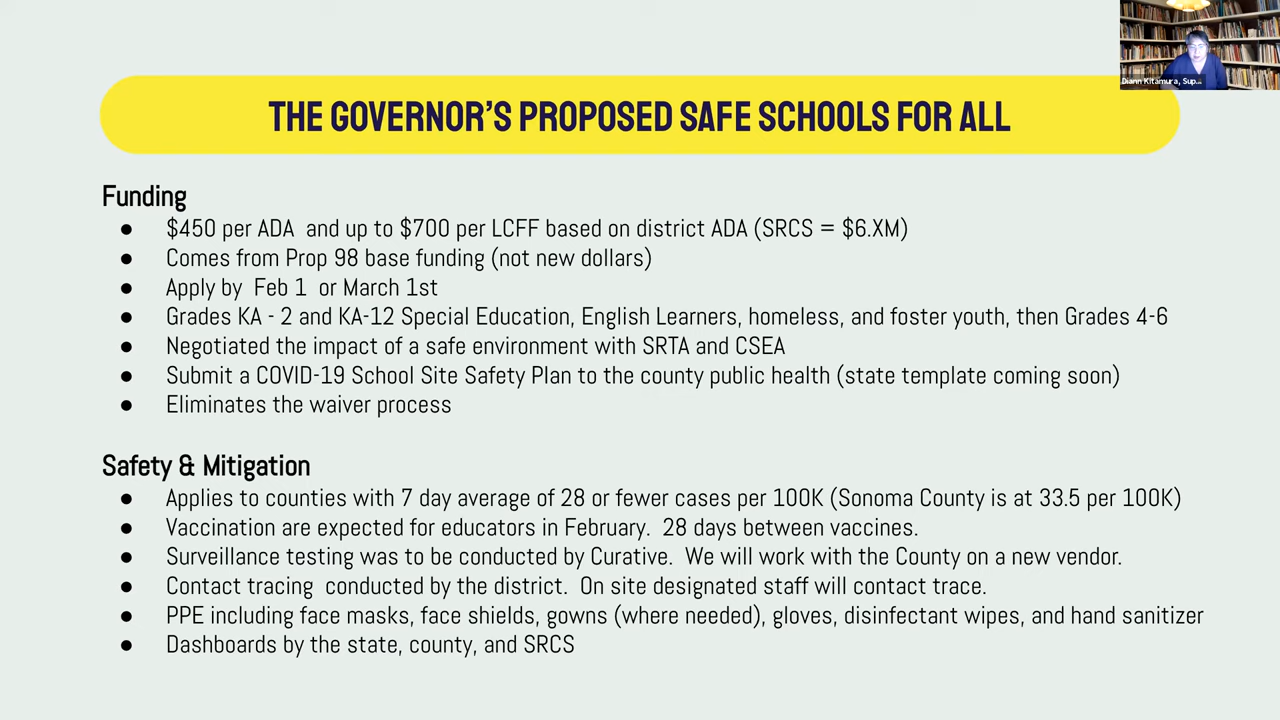 Diann Kitamura, Sup...
THE GOVERNOR'S PROPOSED SAFE SCHOOLS FOR ALL
Funding
● $450 per ADA and up to $700 per LCFF based on district ADA (SRCS = $6.XM)
● Comes from Prop 98 base funding (not new dollars)
● Apply by Feb 1 or March 1st
● Grades KA - 2 and KA-12 Special Education, English Learners, homeless, and foster youth, then Grades 4-6
● Negotiated the impact of a safe environment with SRTA and CSEA
● Submit a COVID-19 School Site Safety Plan to the county public health (state template coming soon)
● Eliminates the waiver process
Safety & Mitigation
● Applies to counties with 7 day average of 28 or fewer cases per 100K (Sonoma County is at 33.5 per 100K)
● Vaccination are expected for educators in February. 28 days between vaccines.
● Surveillance testing was to be conducted by Curative. We will work with the County on a new vendor.
● Contact tracing conducted by the district. On site designated staff will contact trace.
● PPE including face masks, face shields, gowns (where needed), gloves, disinfectant wipes, and hand sanitizer
● Dashboards by the state, county, and SRCS